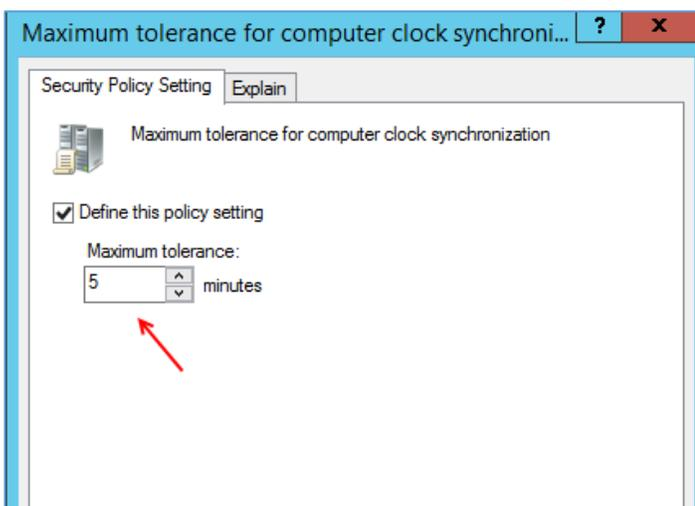 Maximum tolerance for computer clock synchroni... ? x
Security Policy Setting Explain
Maximum tolerance for computer clock synchronization
Define this policy setting
Maximum tolerance:
5 minutes